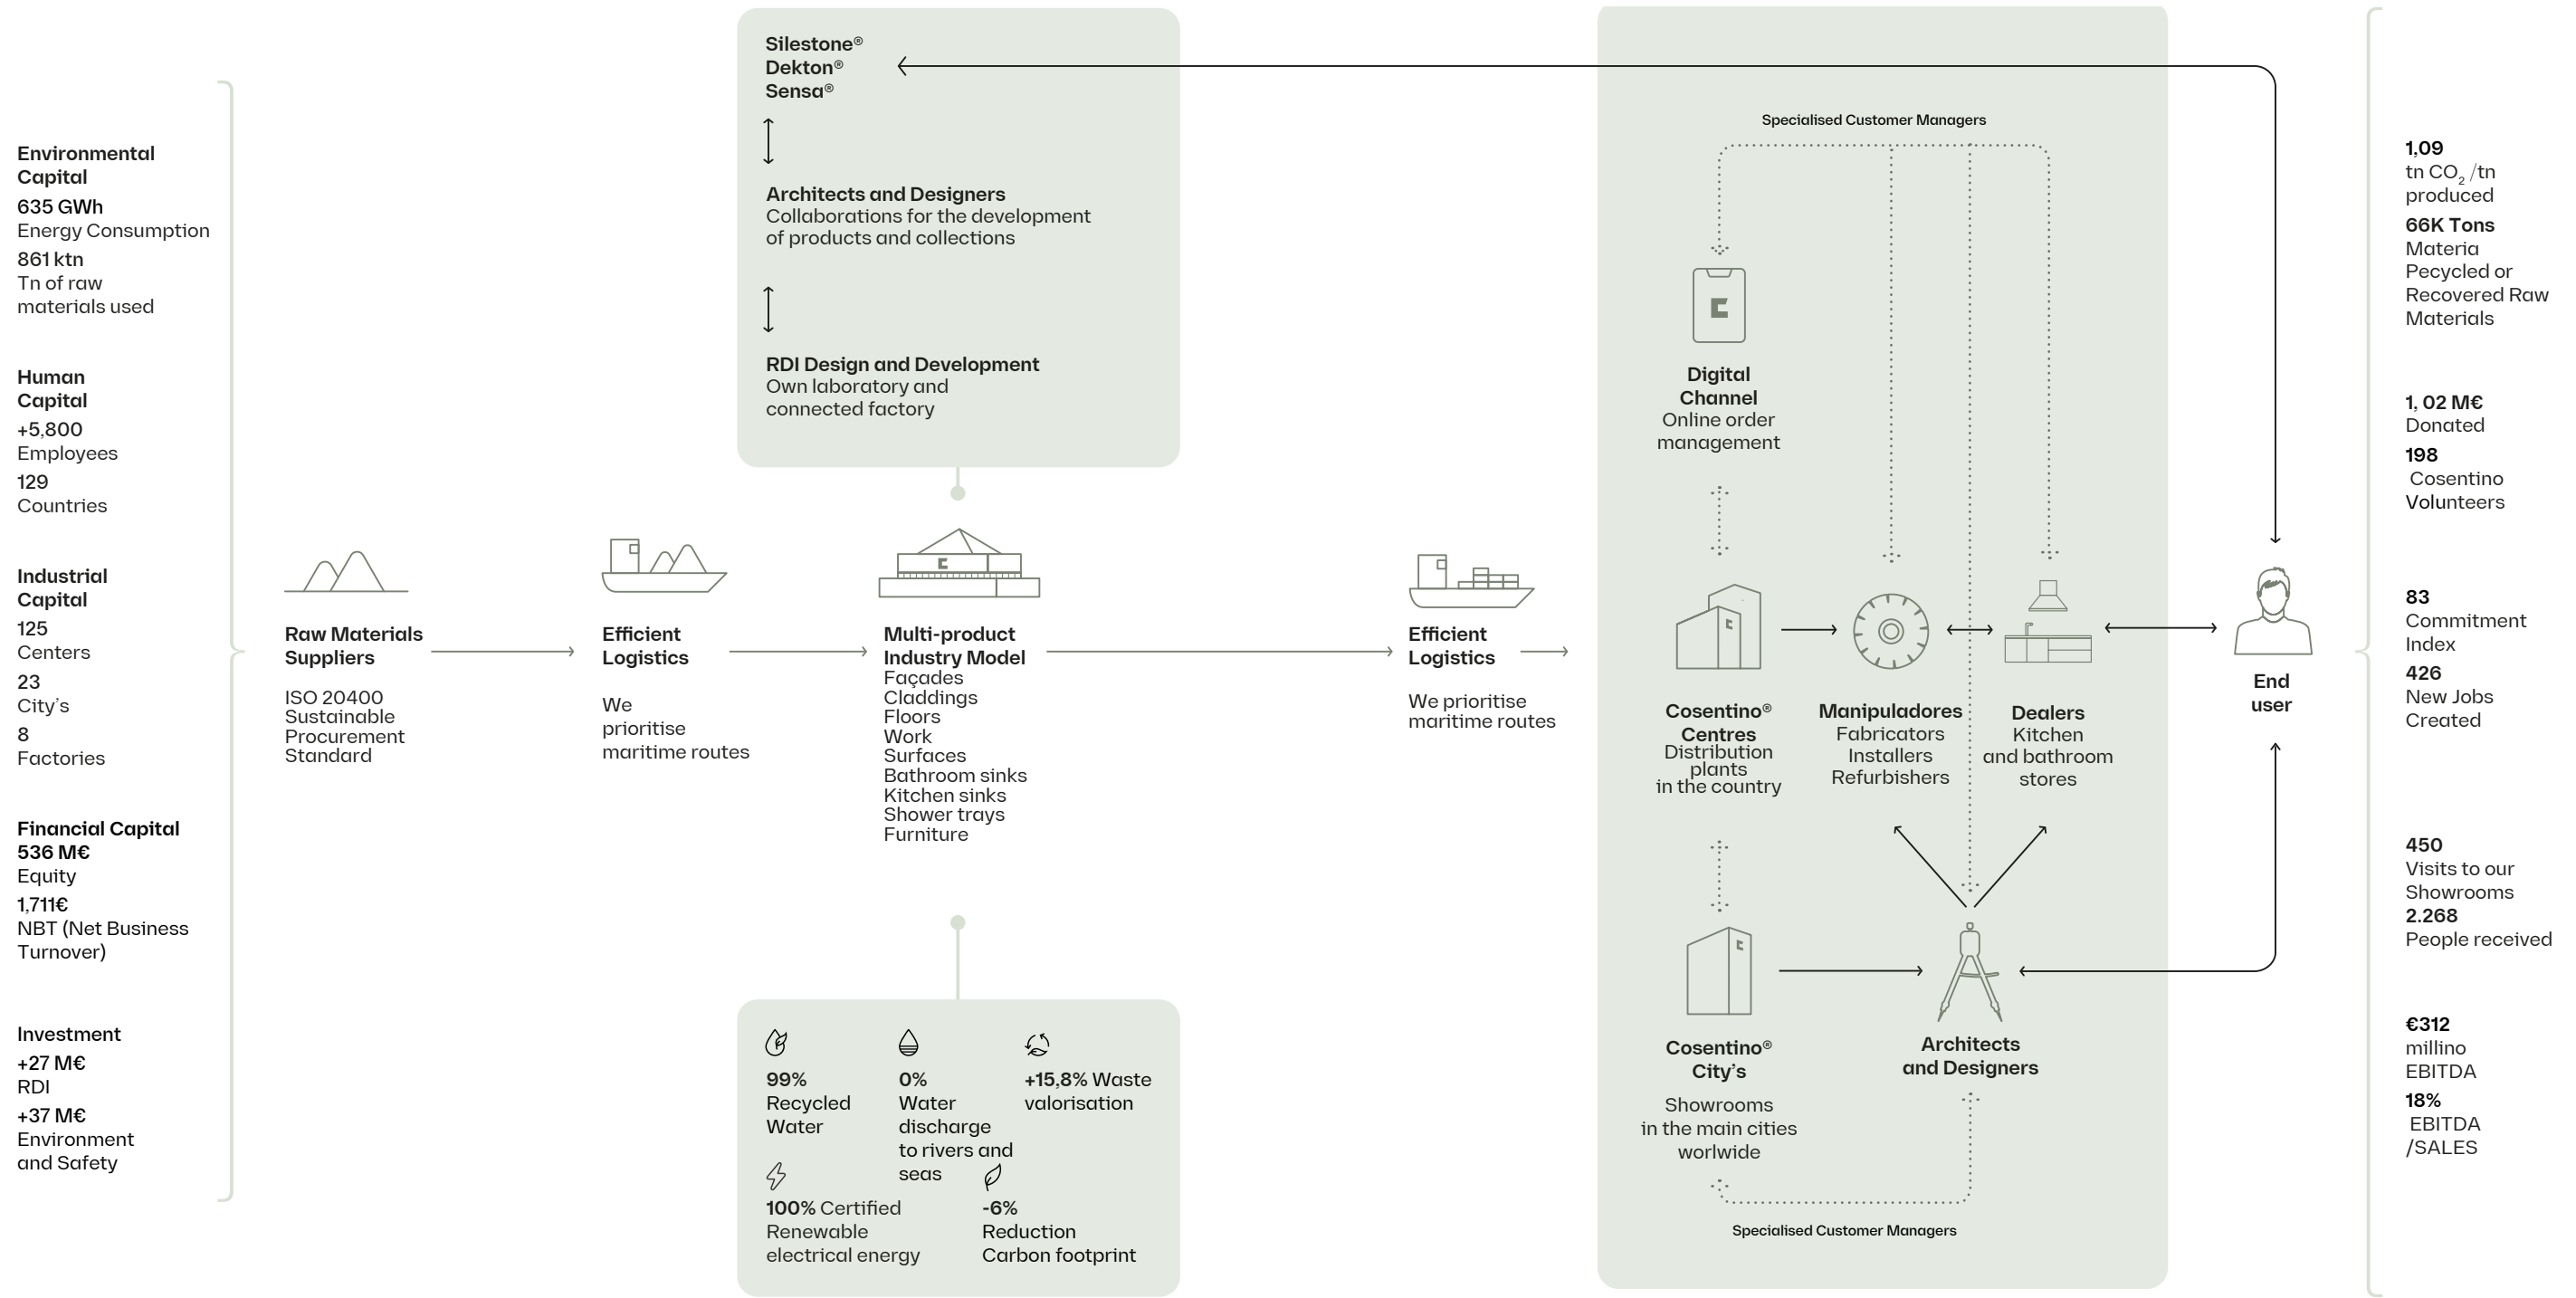 Environmental
Capital
635 GWh
Energy Consumption
861 ktn
Tn of raw
materials used
Human
Capital
+5,800
Employees
129
Countries
Industrial
Capital
125
Centers
23
City’s
8
Factories
Financial Capital
536 M€
Equity
1,711€
NBT (Net Business
Turnover)
Investment
+27 M€
RDI
+37 M€
Environment
and Safety
Raw Materials
Suppliers
ISO 20400
Sustainable
Procurement
Standard
Efficient
Logistics
We
prioritise
maritime routes
Silestone®
Dekton®
Sensa®
Architects and Designers
Collaborations for the development
of products and collections
RDI Design and Development
Own laboratory and
connected factory
Multi-product
Industry Model
Façades
Claddings
Floors
Work
Surfaces
Bathroom sinks
Kitchen sinks
Shower trays
Furniture
99%
Recycled
Water
0%
Water
discharge
to rivers and
seas
+15,8% Waste
valorisation
100% Certified
Renewable
electrical energy
-6%
Reduction
Carbon footprint
Efficient
Logistics
We prioritise
maritime routes
Specialised Customer Managers
Digital
Channel
Online order
management
Cosentino®
Centres
Distribution
plants
in the country
Manipuladores
Fabricators
Installers
Refurbishers
Dealers
Kitchen
and bathroom
stores
Cosentino®
City’s
Showrooms
in the main cities
worlwide
Architects
and Designers
Specialised Customer Managers
End
user
1,09
tn CO₂ /tn
produced
66K Tons
Materia
Pecycled or
Recovered Raw
Materials
1, 02 M€
Donated
198
Cosentino
Volunteers
83
Commitment
Index
426
New Jobs
Created
450
Visits to our
Showrooms
2.268
People received
€312
millino
EBITDA
18%
EBITDA
/SALES